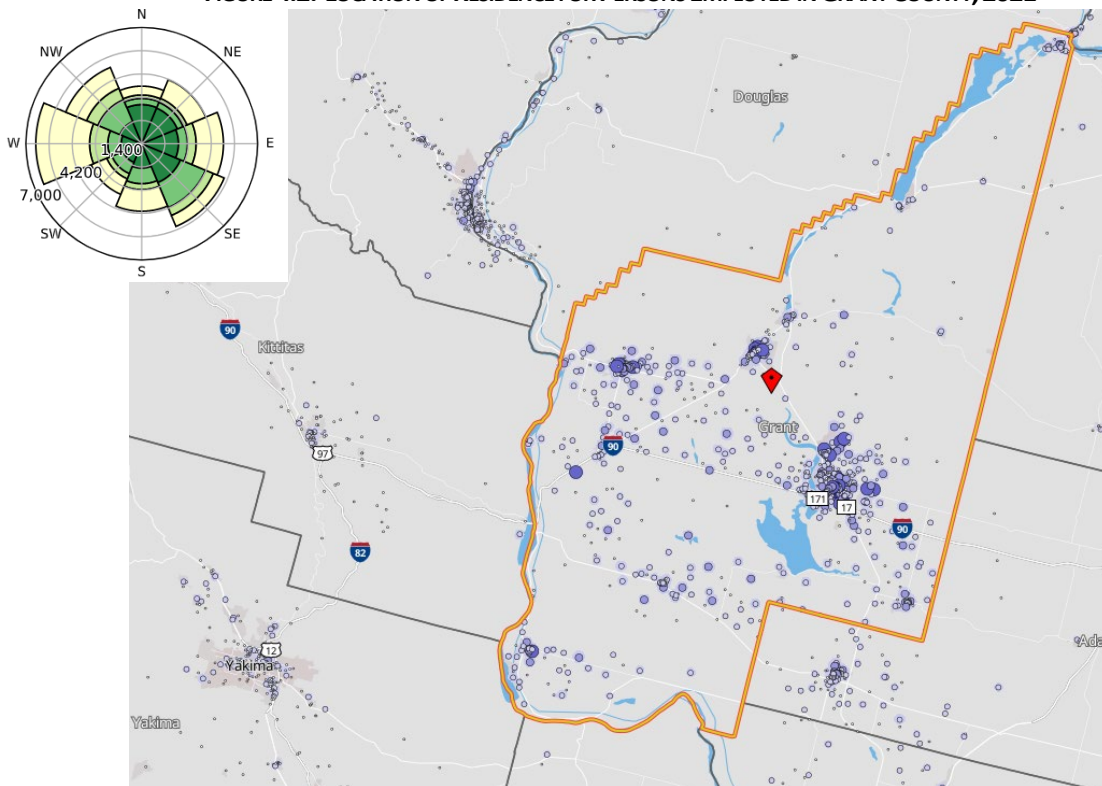 N
NW
NE
W
E
1,400
4,200
7,000
SW
SE
S
Douglas
90
Kittitas
97
82
90
Grant
171
17
90
12
Yakima
Yakima
Ada